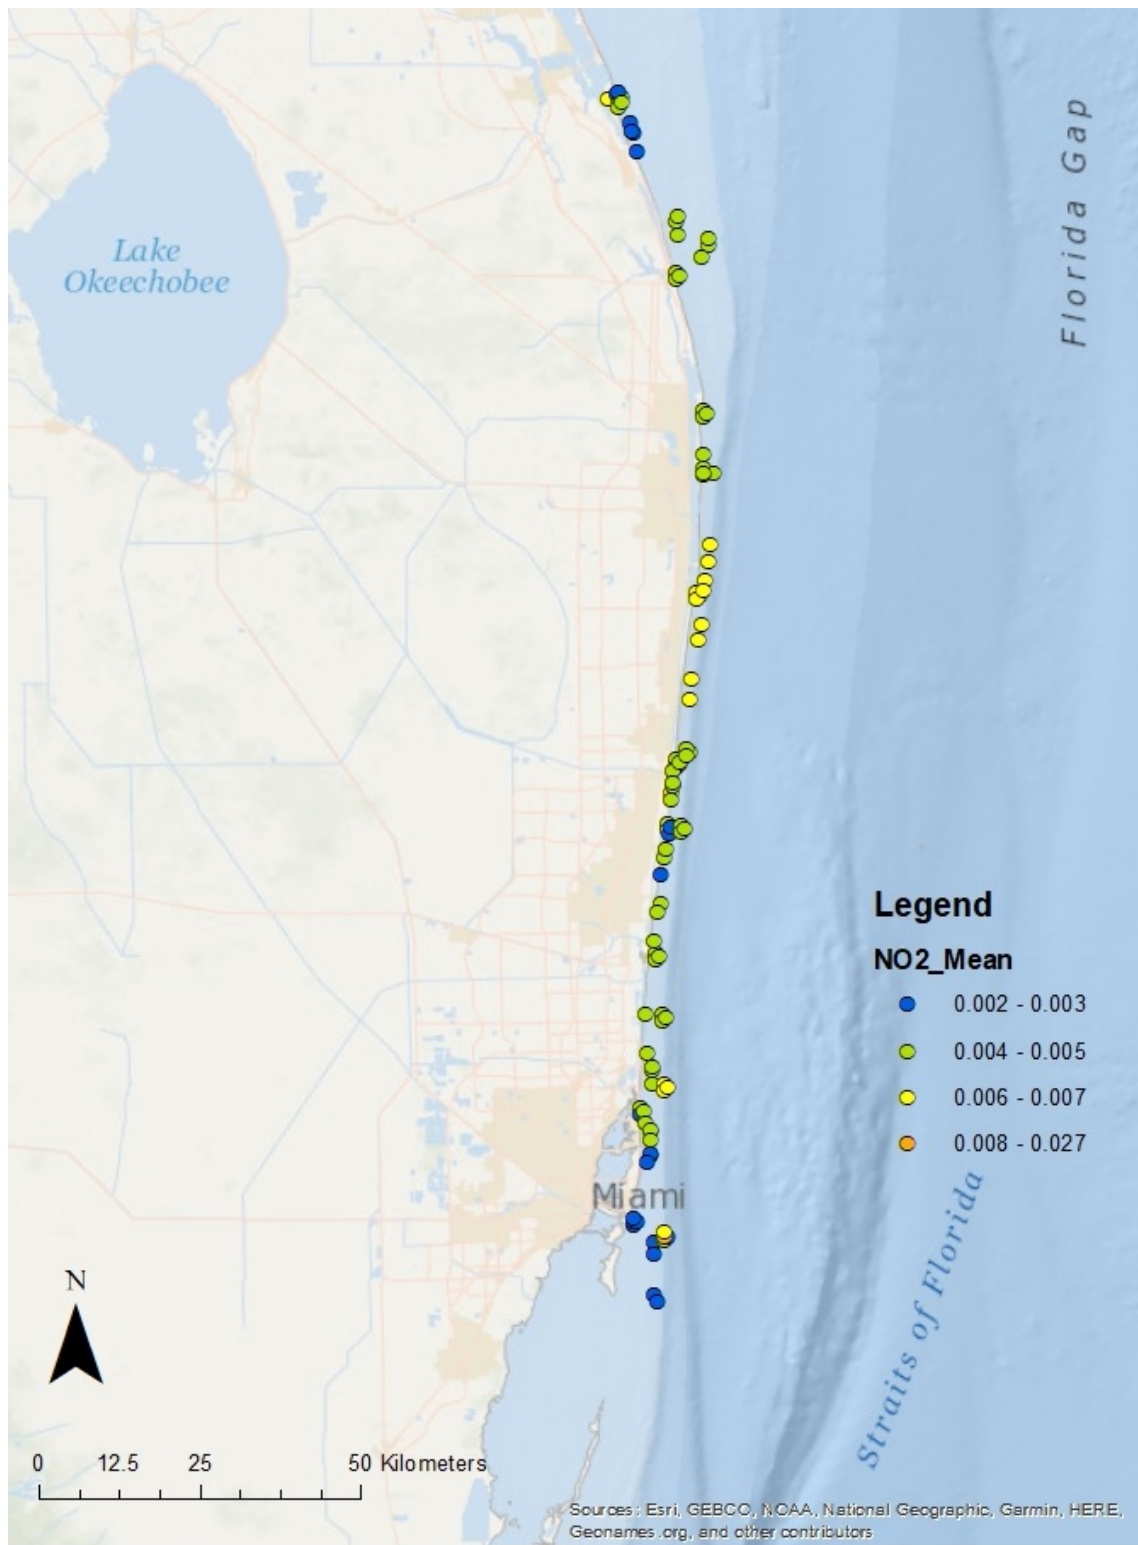 Florida Gap
Lake
Okeechobee
Legend
NO2_Mean
0.002 - 0.003
0.004 - 0.005
0.006 - 0.007
0.008 - 0.027
Miami
Straits of Florida
N
0 12.5 25 50 Kilometers
Sources: Esri, GEBCO, NOAA, National Geographic, Garmin, HERE,
Geonames.org, and other contributors